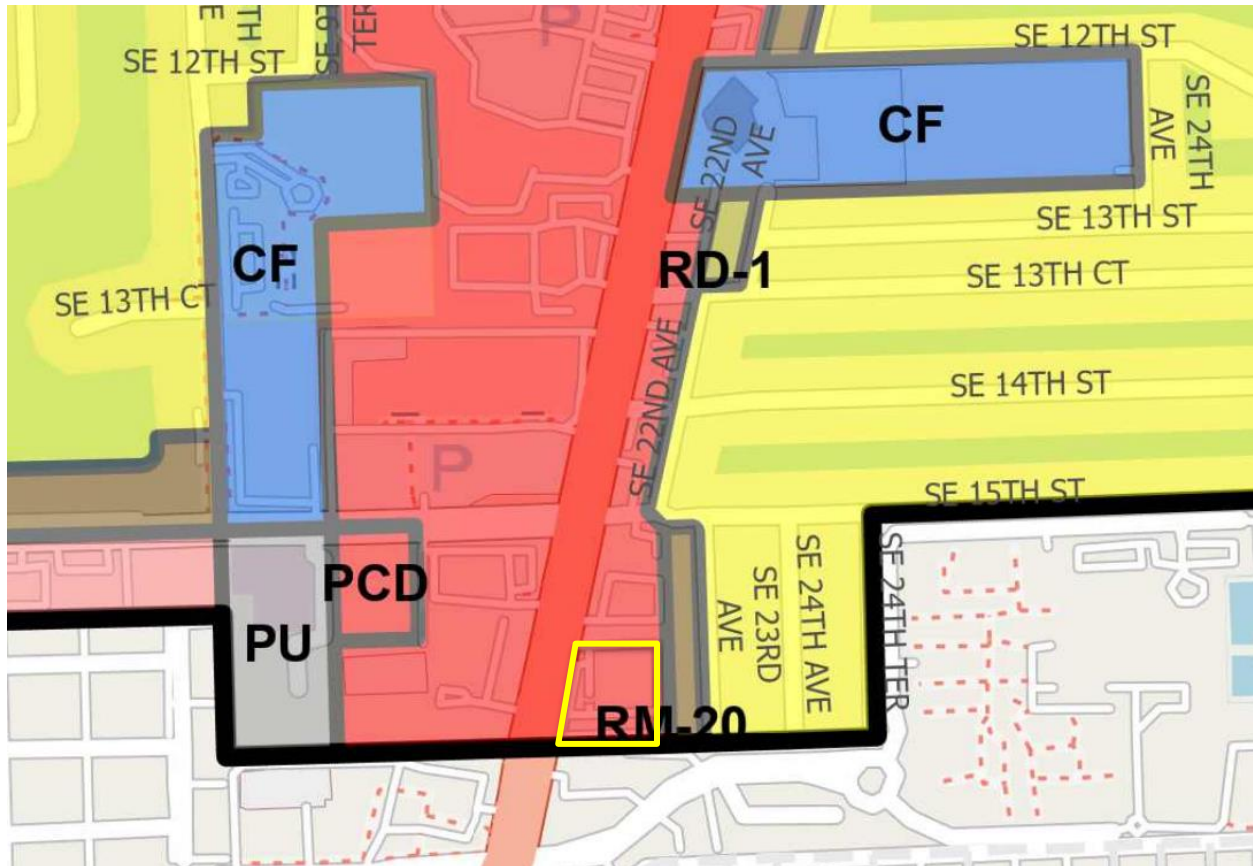 P
SE 12TH ST
SE 12TH ST
TER
CF
SE 22ND
AVE
AVE
SE 24TH
CF
SE 13TH ST
RD-1
SE 13TH CT
SE 13TH CT
SE 14TH ST
SE 22ND AVE
P
SE 15TH ST
PCD
PU
SE 23RD
AVE
SE 24TH AVE
SE 24TH TER
RM-20